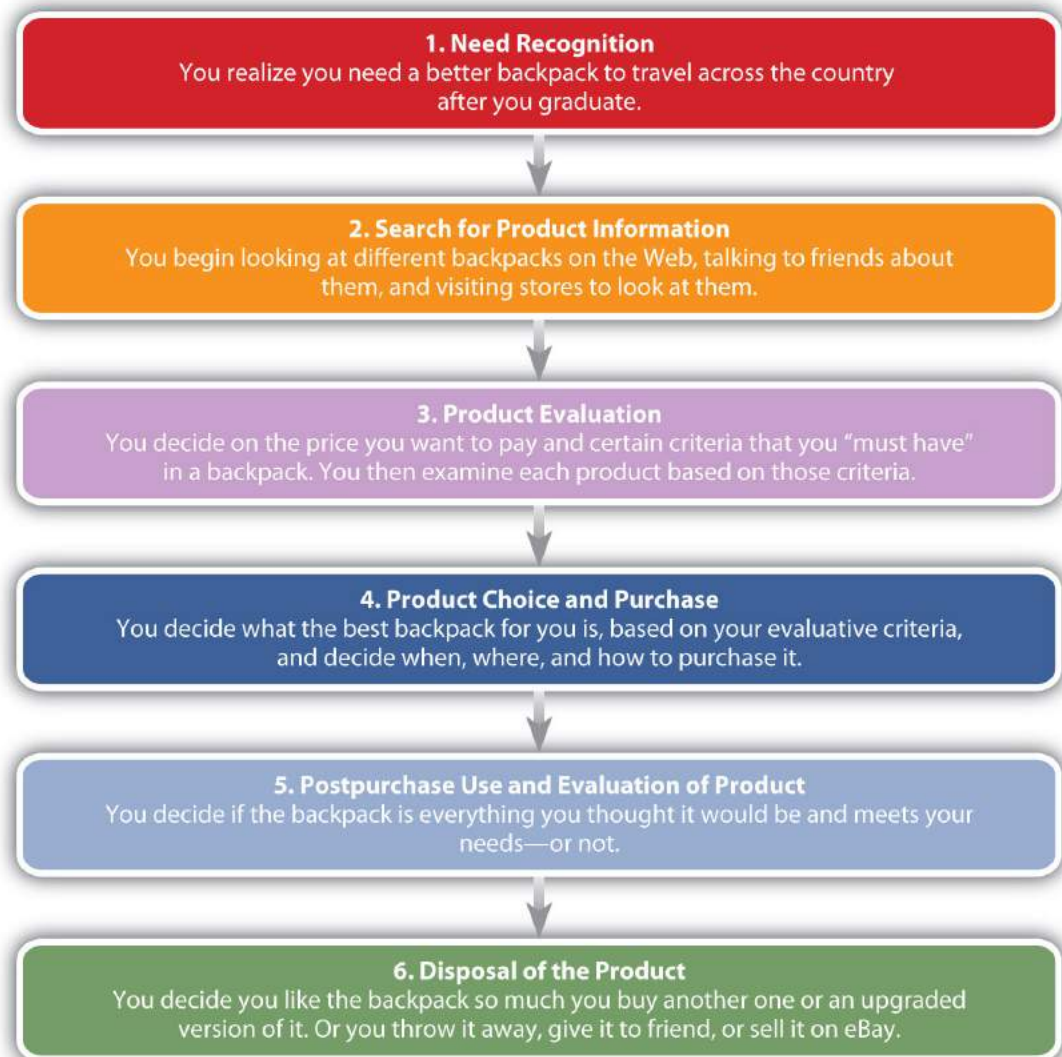 1. Need Recognition
You realize you need a better backpack to travel across the country
after you graduate.
2. Search for Product Information
You begin looking at different backpacks on the Web, talking to friends about
them, and visiting stores to look at them.
3. Product Evaluation
You decide on the price you want to pay and certain criteria that you “must have”
in a backpack. You then examine each product based on those criteria.
4. Product Choice and Purchase
You decide what the best backpack for you is, based on your evaluative criteria,
and decide when, where, and how to purchase it.
5. Postpurchase Use and Evaluation of Product
You decide if the backpack is everything you thought it would be and meets your
needs—or not.
6. Disposal of the Product
You decide you like the backpack so much you buy another one or an upgraded
version of it. Or you throw it away, give it to friend, or sell it on eBay.